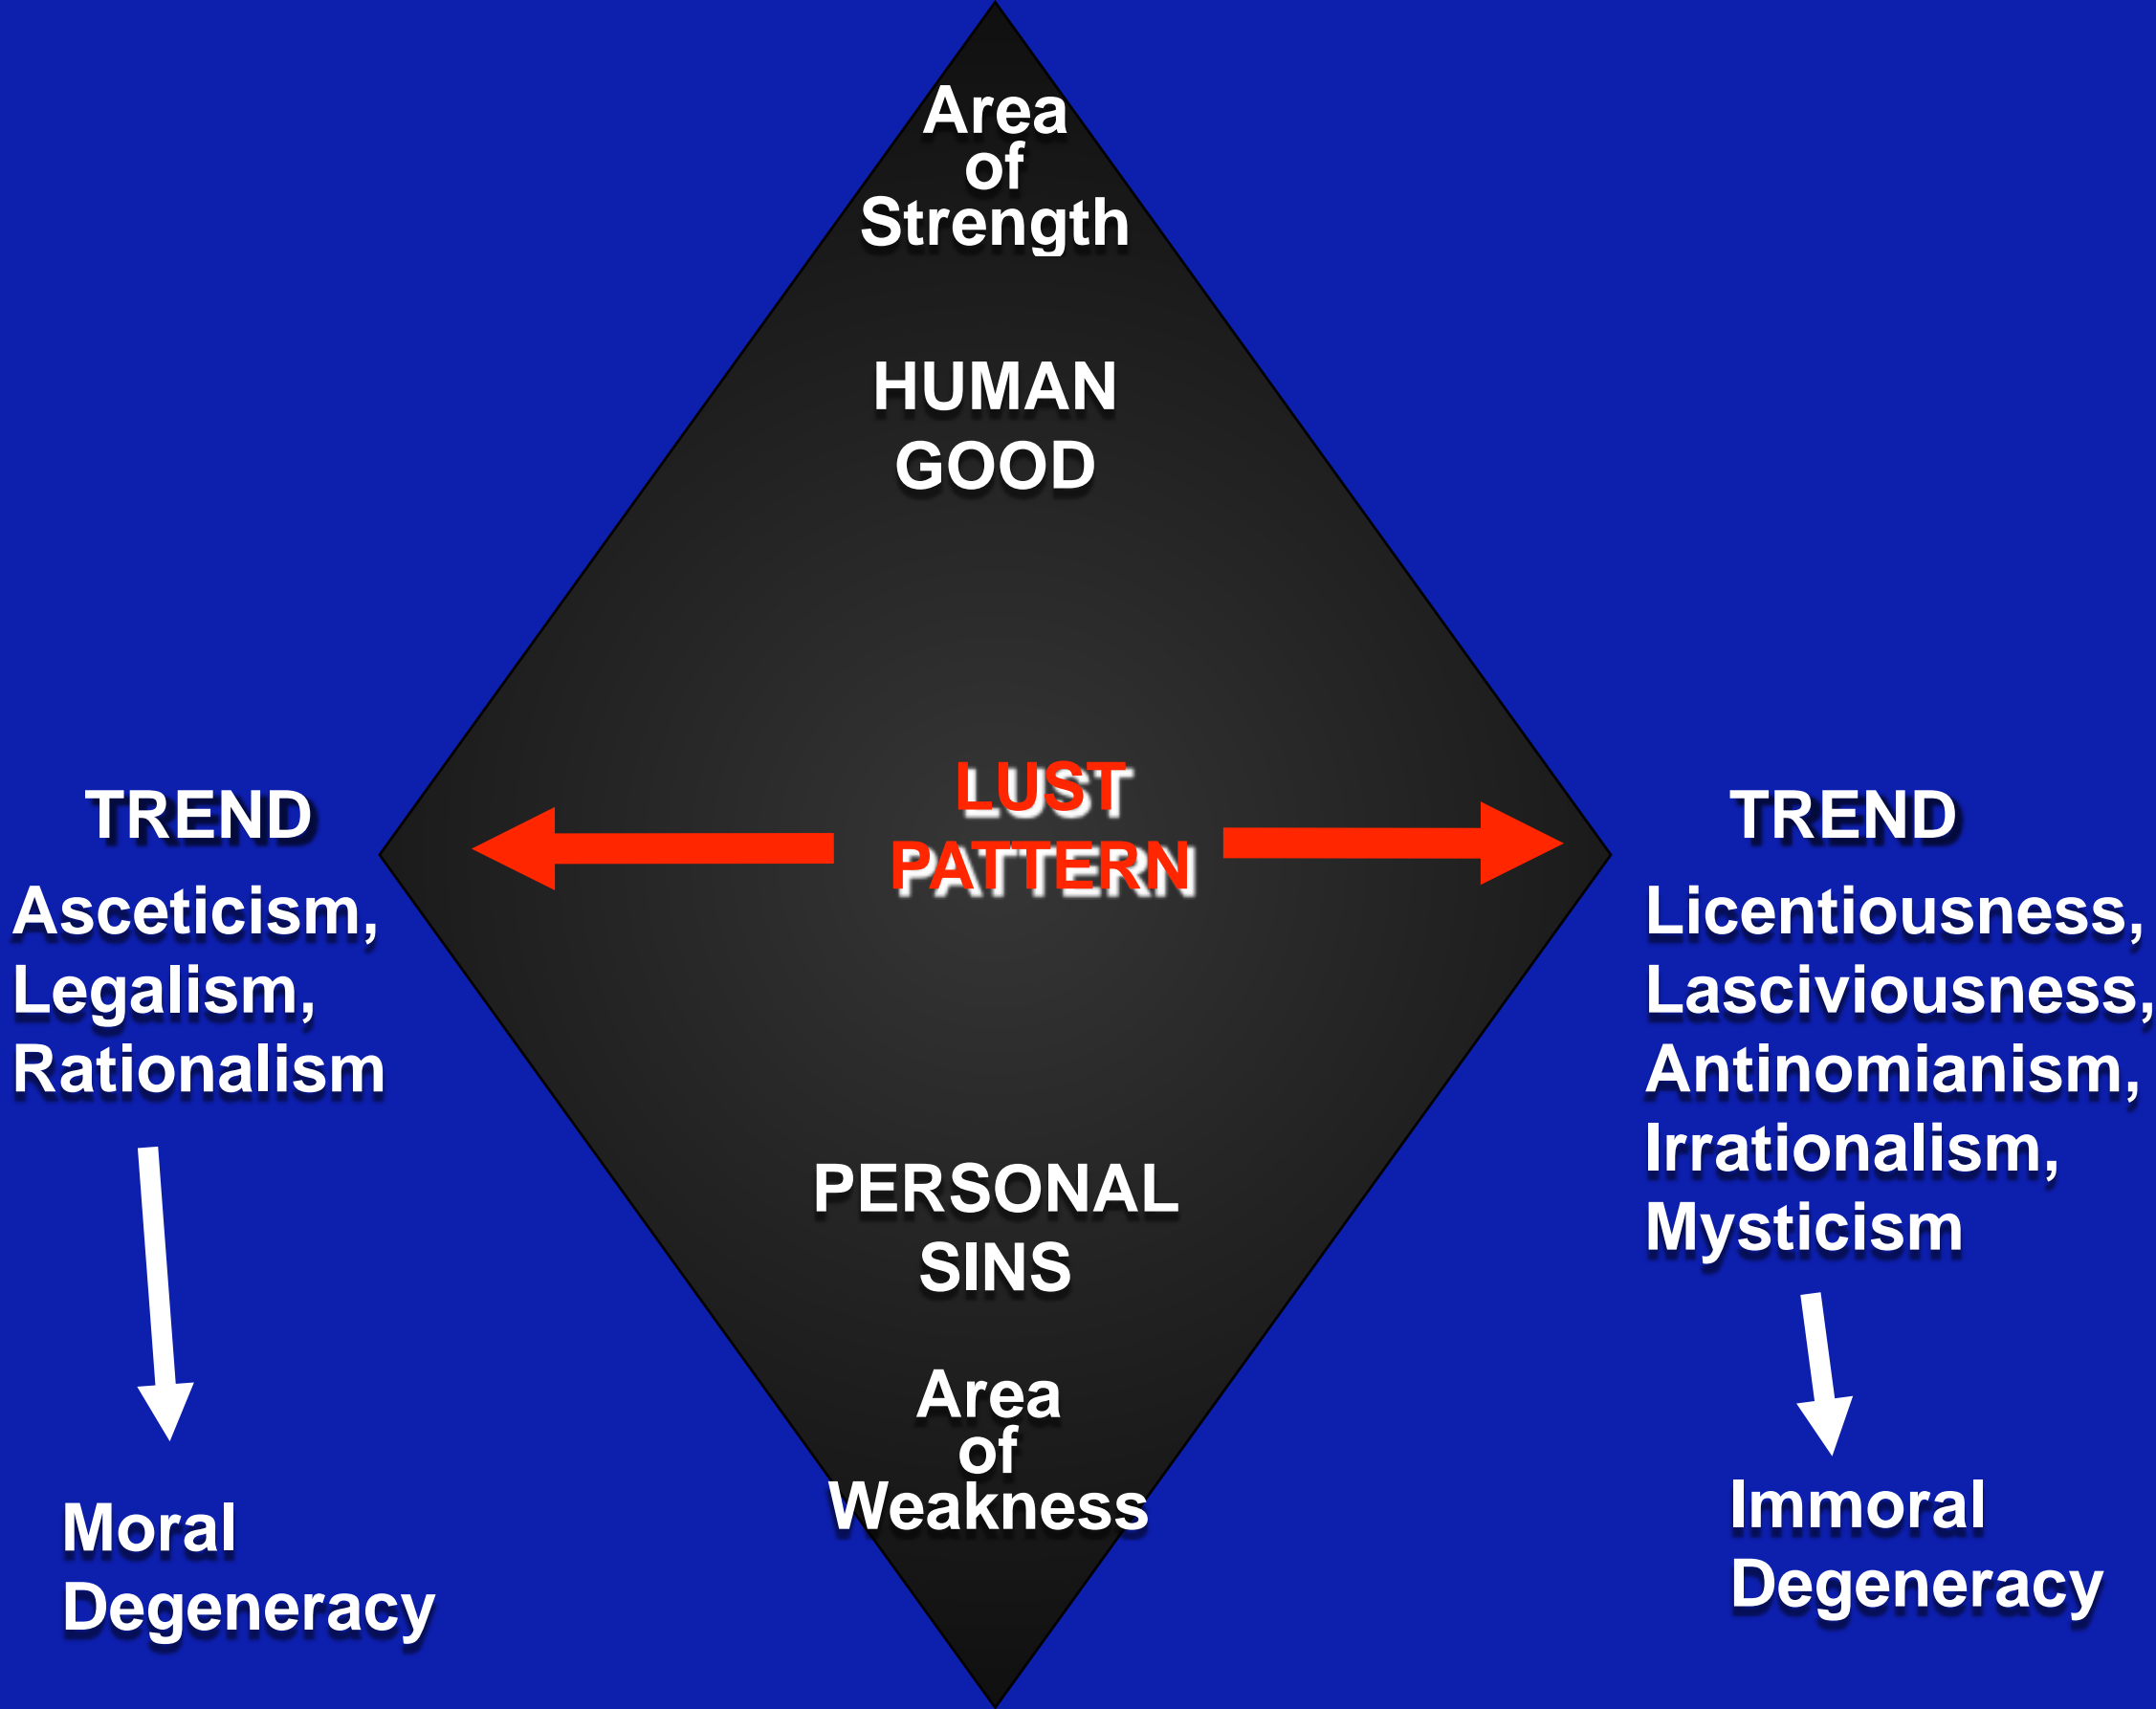 Area
of
Strength
HUMAN
GOOD
LUST
PATTERN
TREND
Asceticism,
Legalism,
Rationalism
TREND
Licentiousness,
Lasciviousness,
Antinomianism,
Irrationalism,
Mysticism
PERSONAL
SINS
Area
of
Weakness
Moral
Degeneracy
Immoral
Degeneracy